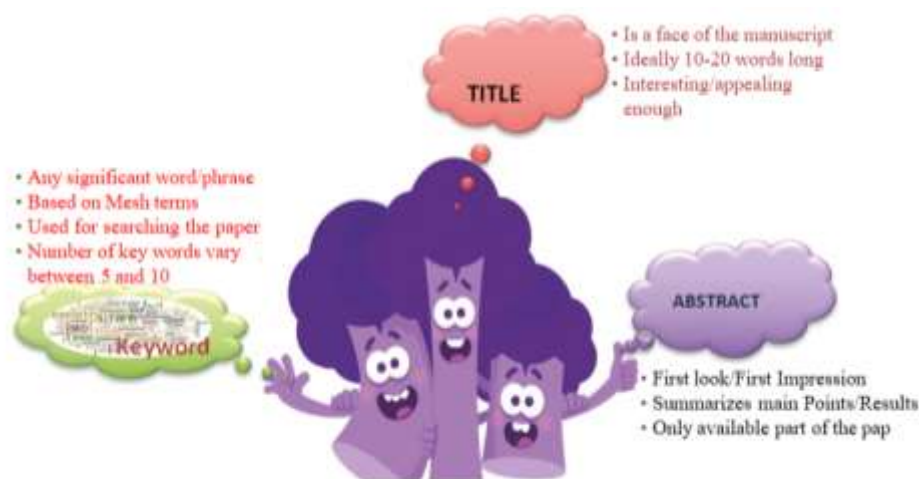 • Is a face of the manuscript
• Ideally 10-20 words long
• Interesting/appealing
enough
TITLE
• Any significant word/phrase
• Based on Mesh terms
• Used for searching the paper
• Number of key words vary
between 5 and 10
Keyword
ABSTRACT
• First look/First Impression
• Summarizes main Points/Results
• Only available part of the pap